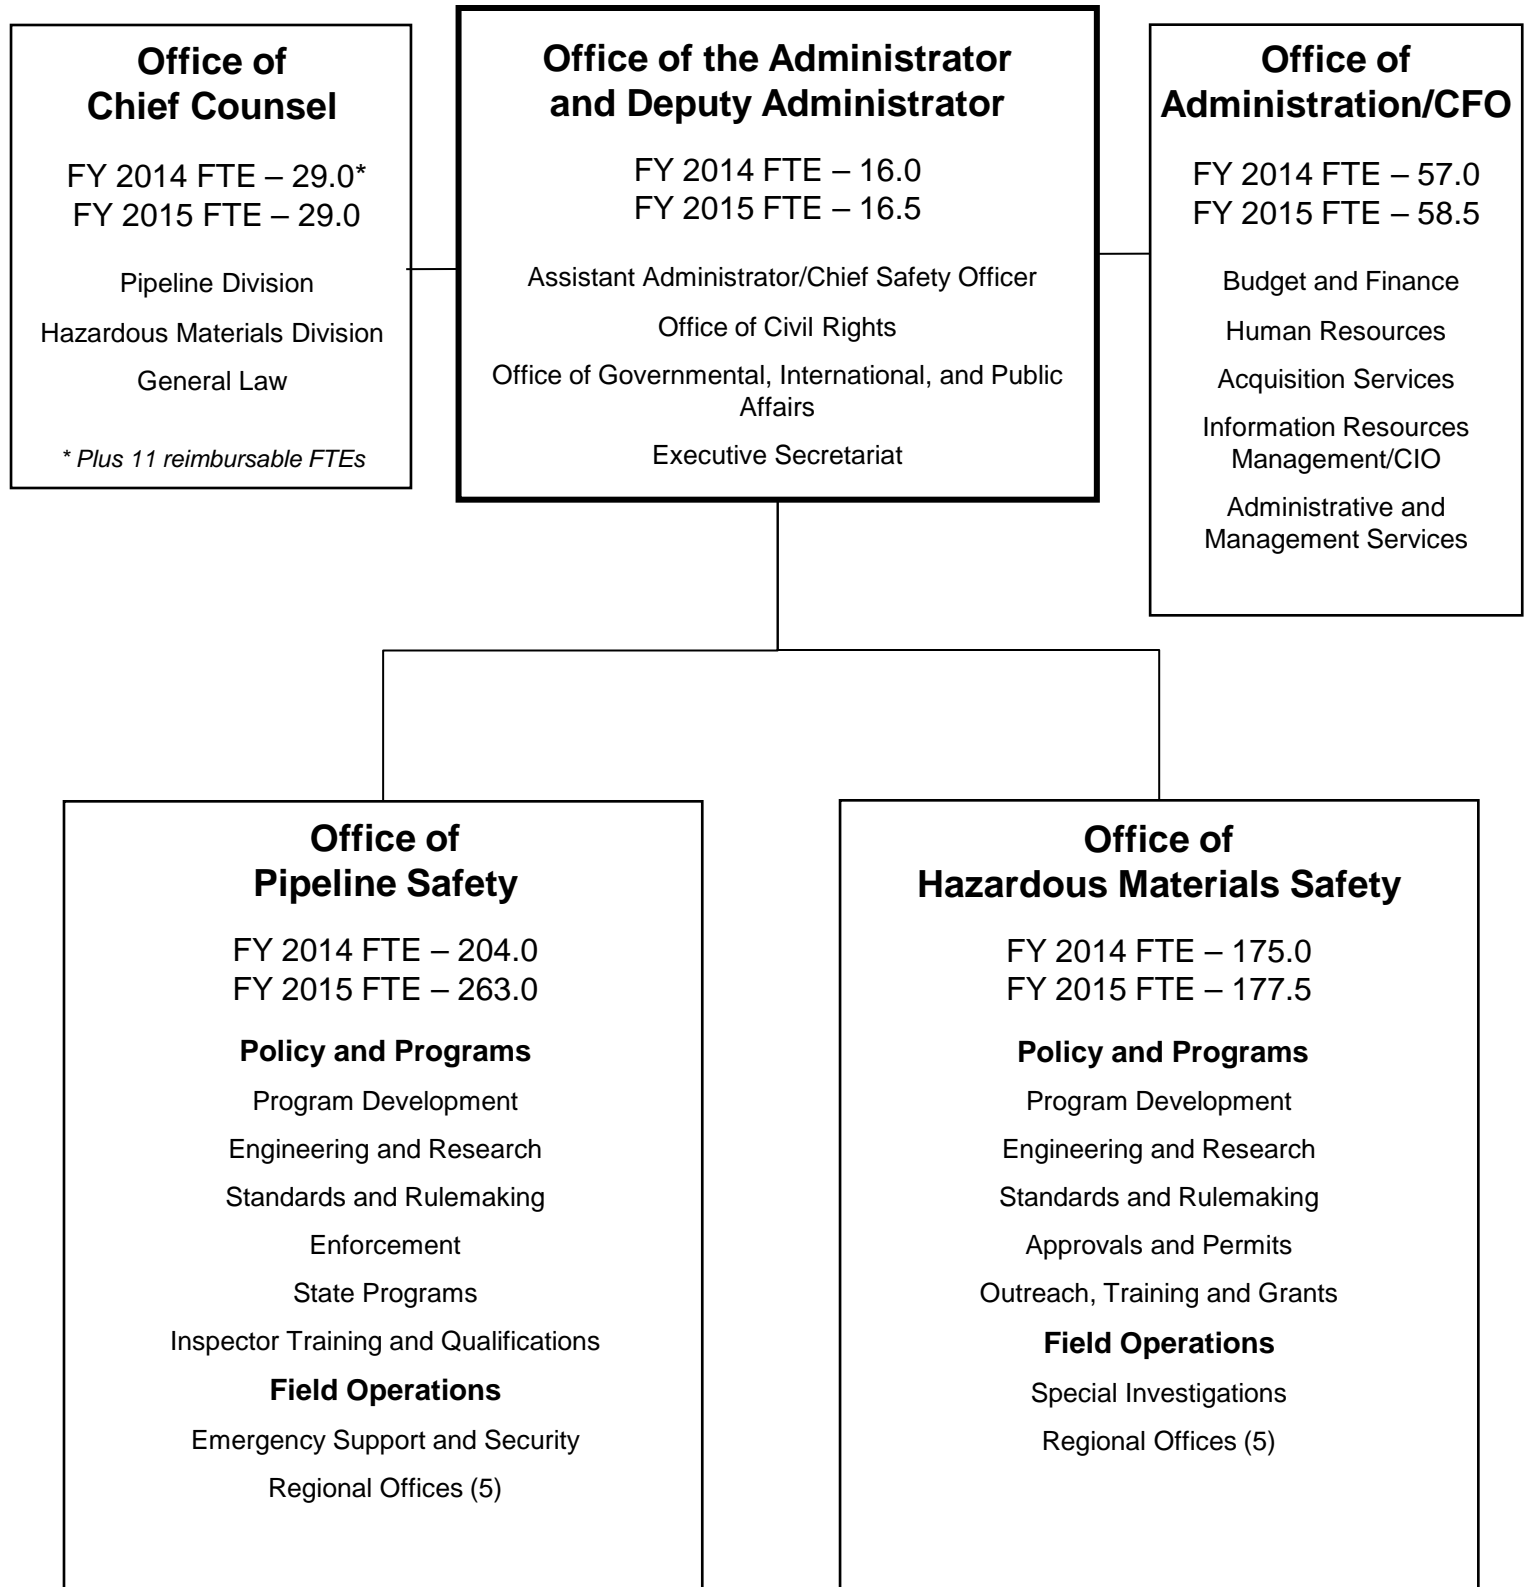 Office of
Chief Counsel
FY 2014 FTE – 29.0*
FY 2015 FTE – 29.0
Pipeline Division
Hazardous Materials Division
General Law
* Plus 11 reimbursable FTEs
Office of the Administrator
and Deputy Administrator
FY 2014 FTE – 16.0
FY 2015 FTE – 16.5
Assistant Administrator/Chief Safety Officer
Office of Civil Rights
Office of Governmental, International, and Public
Affairs
Executive Secretariat
Office of
Administration/CFO
FY 2014 FTE – 57.0
FY 2015 FTE – 58.5
Budget and Finance
Human Resources
Acquisition Services
Information Resources
Management/CIO
Administrative and
Management Services
Office of
Pipeline Safety
FY 2014 FTE – 204.0
FY 2015 FTE – 263.0
Policy and Programs
Program Development
Engineering and Research
Standards and Rulemaking
Enforcement
State Programs
Inspector Training and Qualifications
Field Operations
Emergency Support and Security
Regional Offices (5)
Office of
Hazardous Materials Safety
FY 2014 FTE – 175.0
FY 2015 FTE – 177.5
Policy and Programs
Program Development
Engineering and Research
Standards and Rulemaking
Approvals and Permits
Outreach, Training and Grants
Field Operations
Special Investigations
Regional Offices (5)